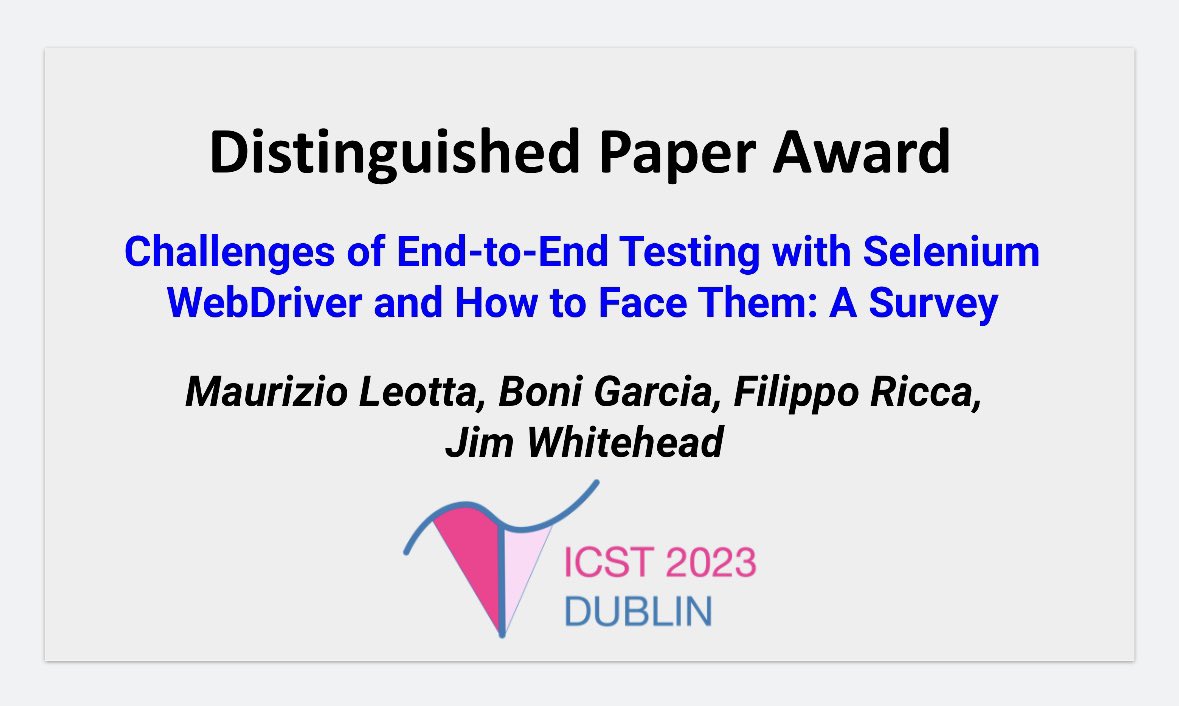 Distinguished Paper Award
Challenges of End-to-End Testing with Selenium
WebDriver and How to Face Them: A Survey
Maurizio Leotta, Boni Garcia, Filippo Ricca,
Jim Whitehead
ICST 2023
DUBLIN